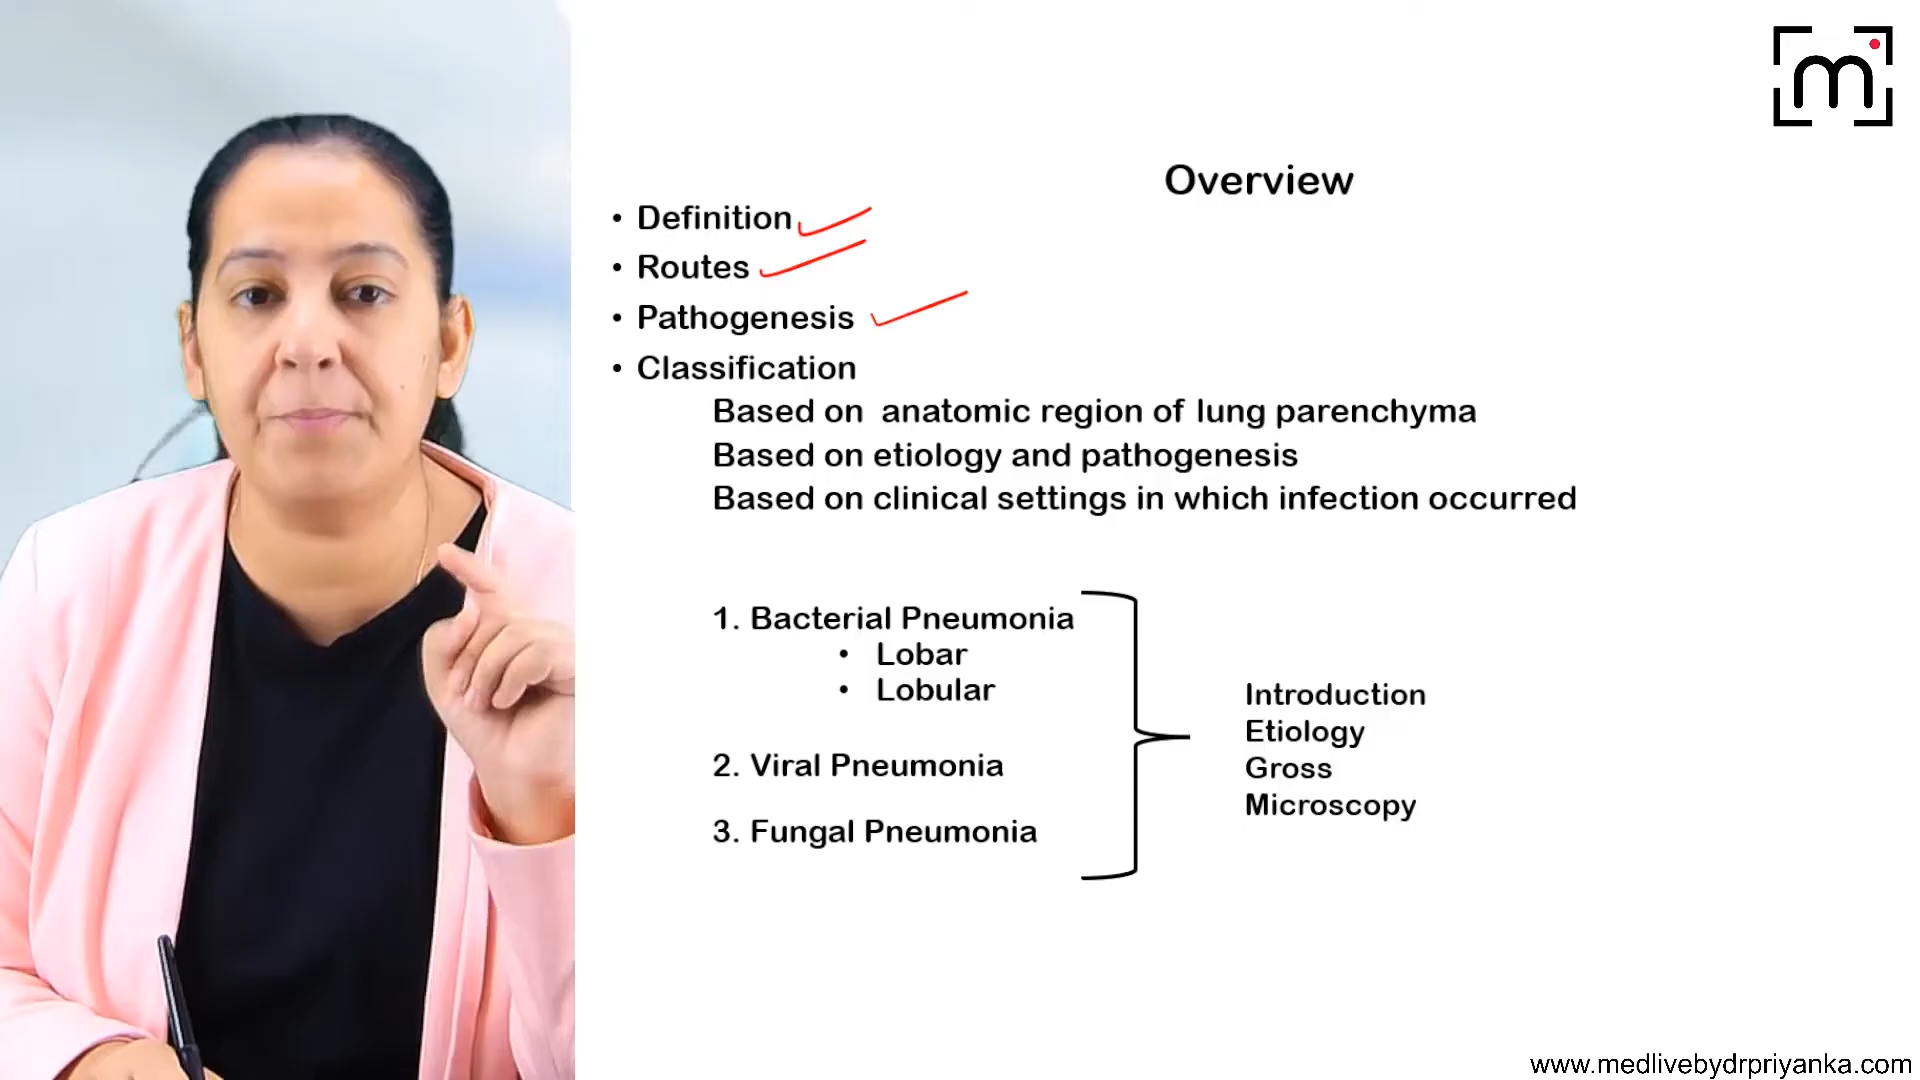 m
Overview
• Definition
• Routes
• Pathogenesis
• Classification
Based on anatomic region of lung parenchyma
Based on etiology and pathogenesis
Based on clinical settings in which infection occurred
1. Bacterial Pneumonia
• Lobar
• Lobular
2. Viral Pneumonia
3. Fungal Pneumonia
Introduction
Etiology
Gross
Microscopy
www.medlivebydrpriyanka.com